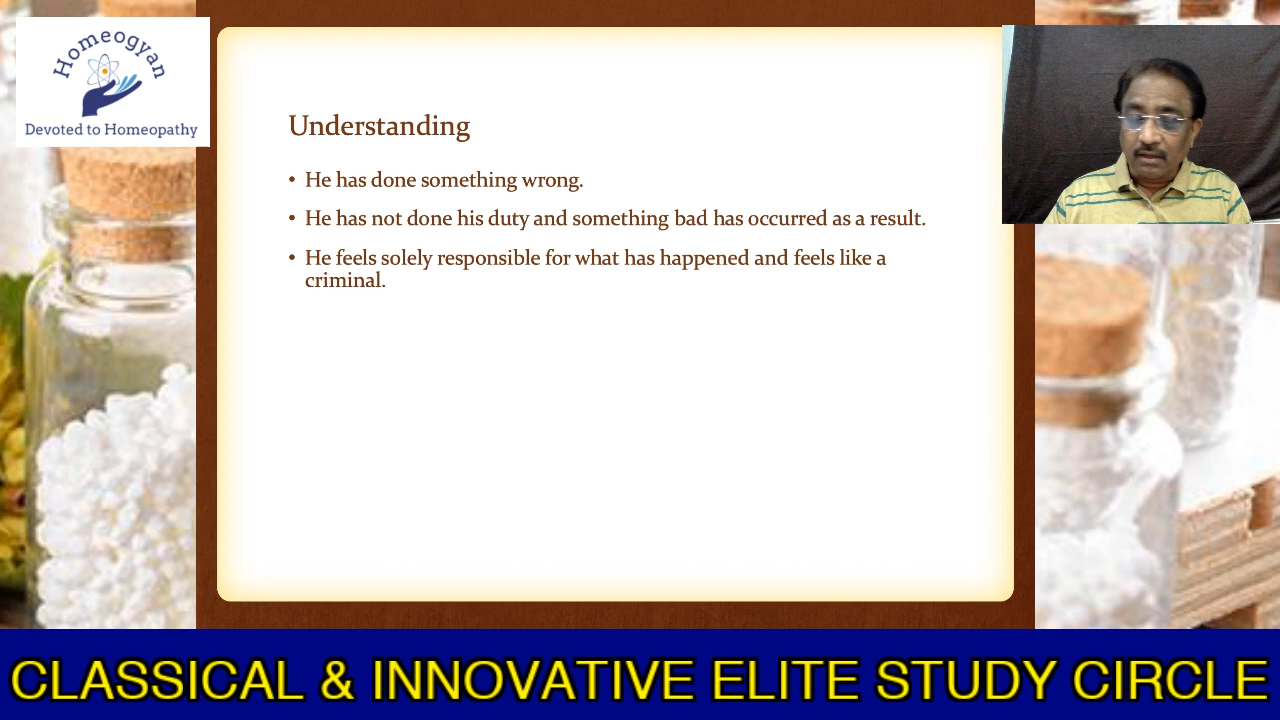 Homeogyan
Devoted to Homeopathy
Understanding
• He has done something wrong.
• He has not done his duty and something bad has occurred as a result.
• He feels solely responsible for what has happened and feels like a
criminal.
CLASSICAL & INNOVATIVE ELITE STUDY CIRCLE